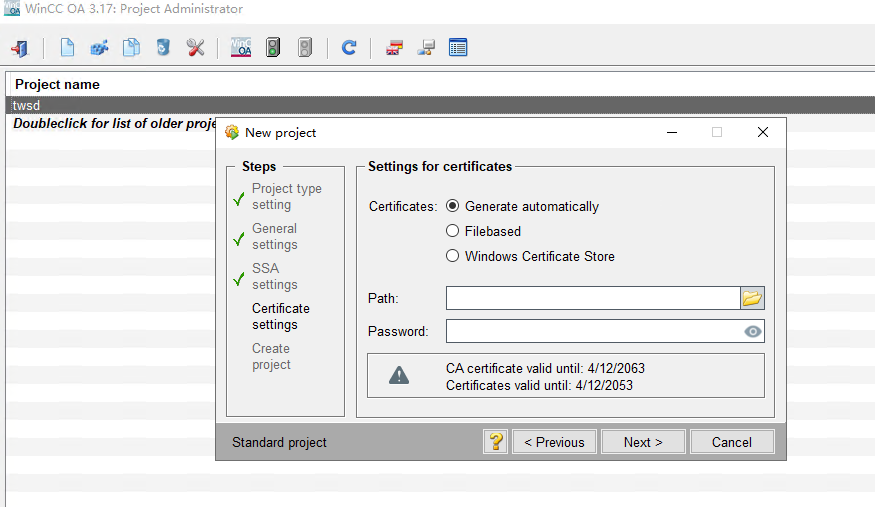 WinCC OA 3.17: Project Administrator
WinC
OA
Project name
twsd
Doubleclick for list of older proje
New project
Steps
Project type
setting
General
settings
SSA
settings
Certificate
settings
Create
project
Settings for certificates
Certificates:
Generate automatically
Filebased
Windows Certificate Store
Path:
Password:
CA certificate valid until: 4/12/2063
Certificates valid until: 4/12/2053
Standard project
?
< Previous
Next >
Cancel